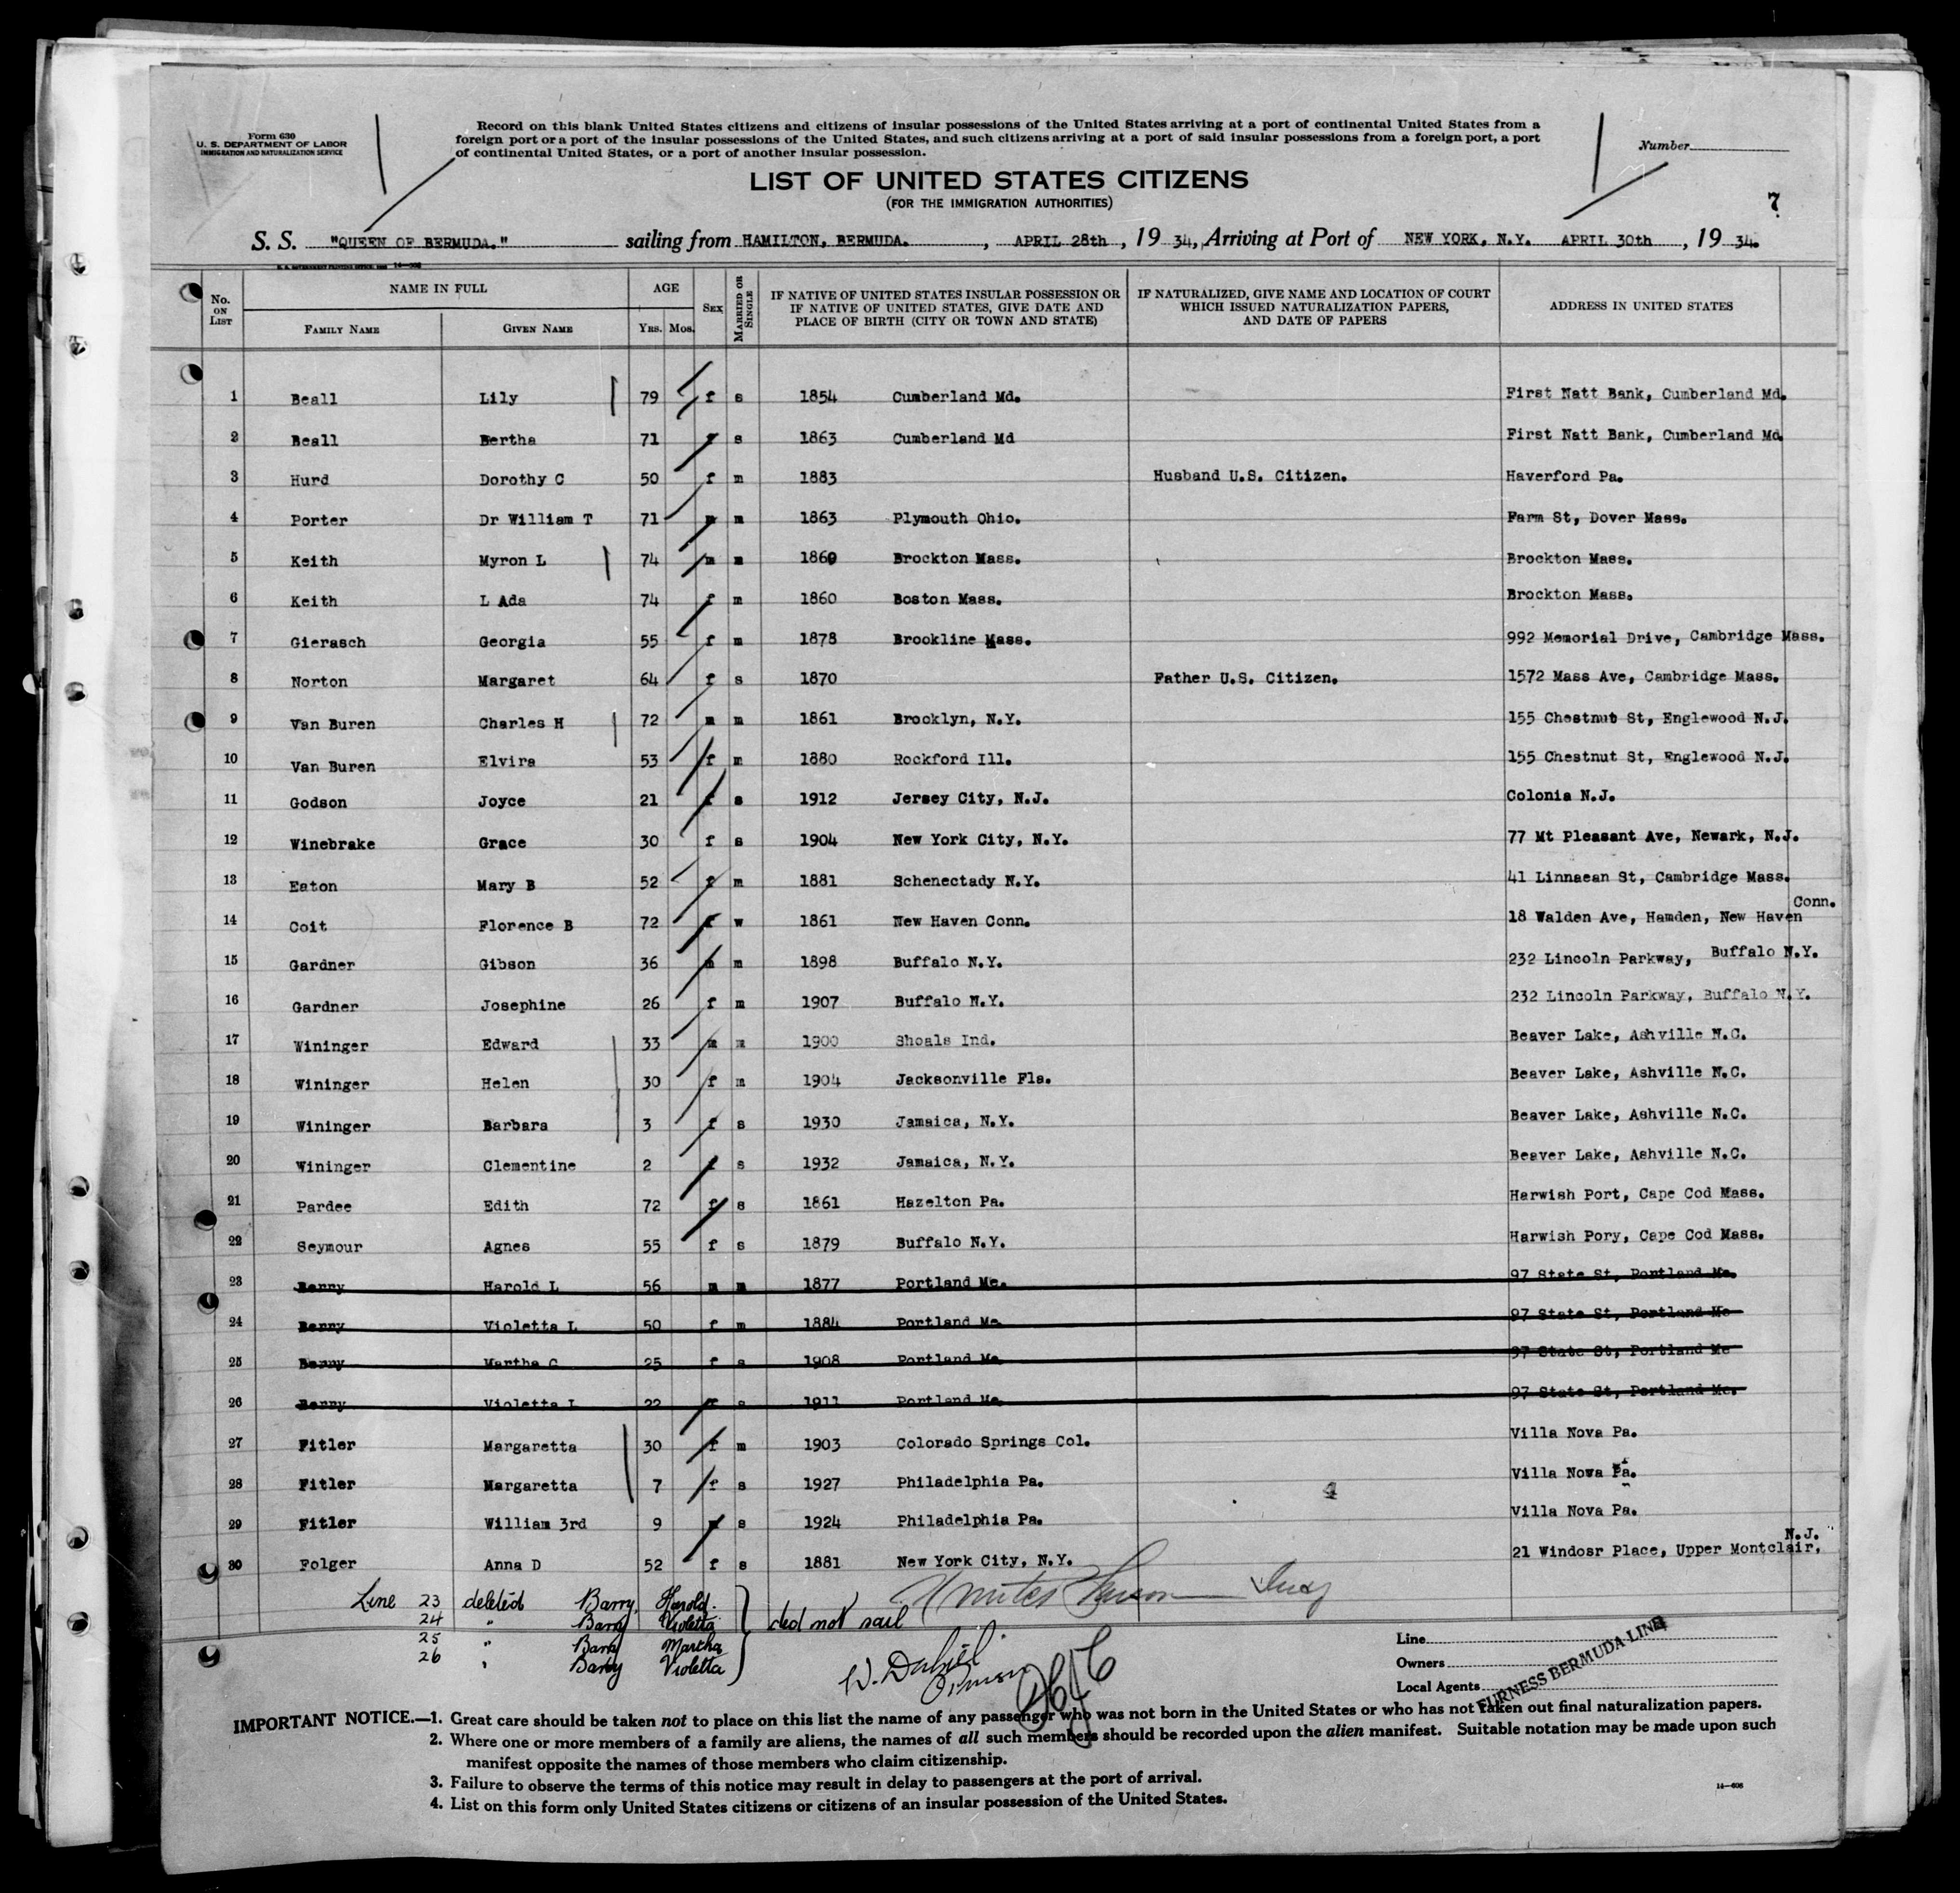 Form 630
U. S. DEPARTMENT OF LABOR
IMMIGRATION AND NATURALIZATION SERVICE
Record on this blank United States citizens and citizens of insular possessions of the United States arriving at a port of continental United States from a
foreign port or a port of the insular possessions of the United States, and such citizens arriving at a port of said insular possessions from a foreign port, a port
of continental United States, or a port of another insular possession.
Number
LIST OF UNITED STATES CITIZENS
(FOR THE IMMIGRATION AUTHORITIES)
7
S. S. "QUEEN OF BERMUDA." sailing from HAMILTON, BERMUDA. , APRIL 28th , 19 34, Arriving at Port of NEW YORK, N.Y. APRIL 30th , 19 34.
No. ON LIST
NAME IN FULL
FAMILY NAME GIVEN NAME
AGE
YRS. MOS.
SEX
MARRIED OR SINGLE
IF NATIVE OF UNITED STATES INSULAR POSSESSION OR
IF NATIVE OF UNITED STATES, GIVE DATE AND
PLACE OF BIRTH (CITY OR TOWN AND STATE)
IF NATURALIZED, GIVE NAME AND LOCATION OF COURT
WHICH ISSUED NATURALIZATION PAPERS,
AND DATE OF PAPERS
ADDRESS IN UNITED STATES
1 Beall Lily 79 f s 1854 Cumberland Md. First Natt Bank, Cumberland Md.
2 Beall Bertha 71 f s 1863 Cumberland Md First Natt Bank, Cumberland Md
3 Hurd Dorothy C 50 f m 1883 Husband U.S. Citizen. Haverford Pa.
4 Porter Dr William T 71 m m 1863 Plymouth Ohio. Farm St, Dover Mass.
5 Keith Myron L 74 m m 1860 Brockton Mass. Brockton Mass.
6 Keith L Ada 74 f m 1860 Boston Mass. Brockton Mass.
7 Gierasch Georgia 55 f m 1878 Brookline Mass. 992 Memorial Drive, Cambridge Mass.
8 Norton Margaret 64 f s 1870 Father U.S. Citizen. 1572 Mass Ave, Cambridge Mass.
9 Van Buren Charles H 72 m m 1861 Brocklyn, N.Y. 155 Chestnut St, Englewood N.J.
10 Van Buren Elvira 53 f m 1880 Rockford Ill. 155 Chestnut St, Englewood N.J.
11 Godson Joyce 21 f s 1912 Jersey City, N.J. Colonia N.J.
12 Winebrake Grace 30 f s 1904 New York City, N.Y. 77 Mt Pleasant Ave, Newark, N.J.
13 Eaton Mary B 52 f m 1881 Schenectady N.Y. 41 Linnaean St, Cambridge Mass.
14 Coit Florence B 72 f w 1861 New Haven Conn. 18 Walden Ave, Hamden, New Haven Conn.
15 Gardner Gibson 36 m m 1898 Buffalo N.Y. 232 Lincoln Parkway, Buffalo N.Y.
16 Gardner Josephine 26 f m 1907 Buffalo N.Y. 232 Lincoln Parkway, Buffalo N.Y.
17 Wininger Edward 33 m m 1900 Shoals Ind. Beaver Lake, Ashville N.C.
18 Wininger Helen 30 f m 1904 Jacksonville Fla. Beaver Lake, Ashville N.C.
19 Wininger Barbara 3 f s 1930 Jamaica, N.Y. Beaver Lake, Ashville N.C.
20 Wininger Clementine 2 f s 1932 Jamaica, N.Y. Beaver Lake, Ashville N.C.
21 Pardee Edith 72 f s 1861 Hazelton Pa. Harwish Port, Cape Cod Mass.
22 Seymour Agnes 55 f s 1879 Buffalo N.Y. Harwish Pory, Cape Cod Mass.
23 Harold L 56 m m 1877 Portland Me. 97 State St, Portland Me.
24 Violetta L 50 f m 1884 Portland Me 97 State St, Portland Me
25 Martha C 25 f s 1908 Portland Me 97 State St, Portland Me
26 Violetta L 22 f s 1911 Portland Me. 97 State St, Portland Me.
27 Fitler Margaretta 30 f m 1903 Colorado Springs Col. Villa Nova Pa.
28 Fitler Margaretta 7 f s 1927 Philadelphia Pa. Villa Nowa Pa.
29 Fitler William 3rd 9 m s 1924 Philadelphia Pa. Villa Nova Pa.
30 Folger Anna D 52 f s 1881 New York City, N.Y. 21 Windosr Place, Upper Montclair, N.J.
Line 23 deleted Barry, Harold.
24 " Barry Violetta
25 " Barry Martha
26 " Barry Violetta
did not sail
Line
Owners
Local Agents
FURNESS BERMUDA LINE
IMPORTANT NOTICE.—1. Great care should be taken not to place on this list the name of any passenger who was not born in the United States or who has not taken out final naturalization papers.
2. Where one or more members of a family are aliens, the names of all such members should be recorded upon the alien manifest. Suitable notation may be made upon such
manifest opposite the names of those members who claim citizenship.
3. Failure to observe the terms of this notice may result in delay to passengers at the port of arrival.
4. List on this form only United States citizens or citizens of an insular possession of the United States.
14—606